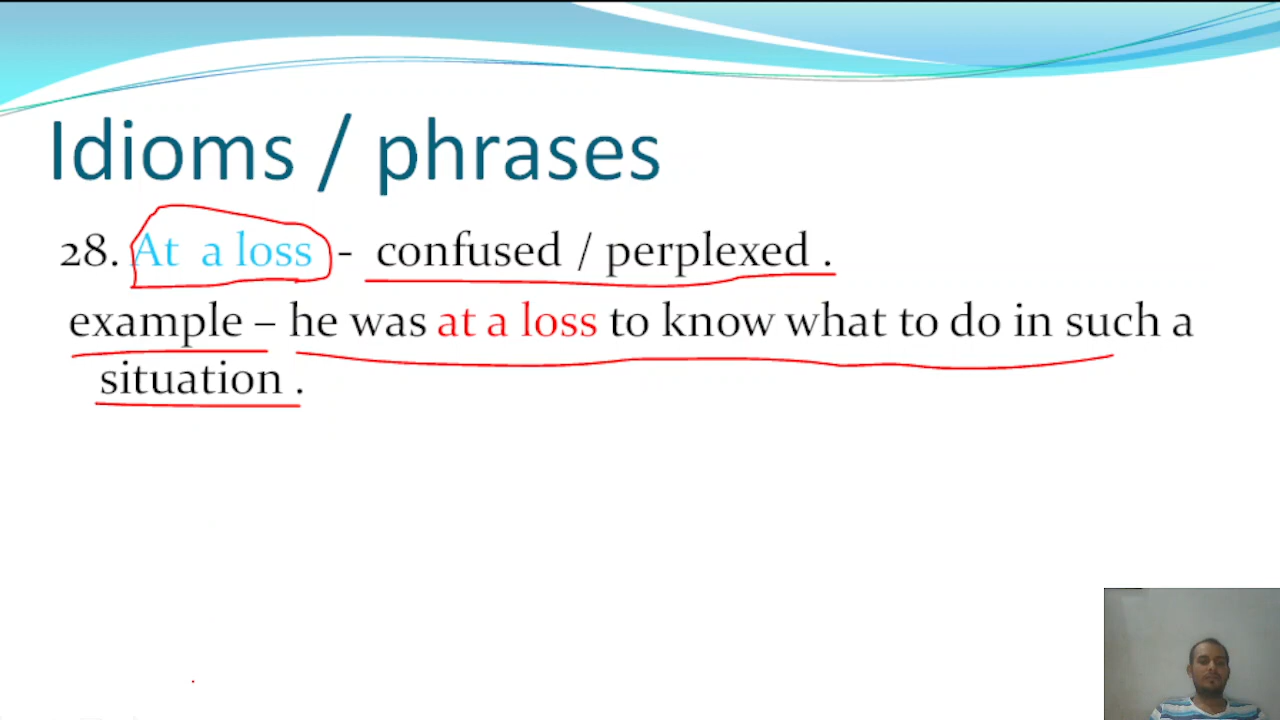 Idioms / phrases
28. At a loss - confused / perplexed .
example – he was at a loss to know what to do in such a
situation .